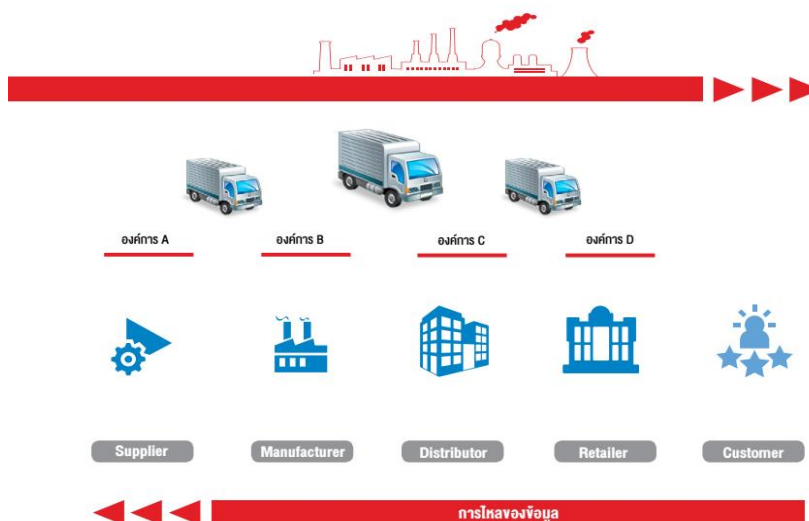 องค์การ A
องค์การ B
องค์การ C
องค์การ D
Supplier
Manufacturer
Distributor
Retailer
Customer
การไหลของข้อมูล